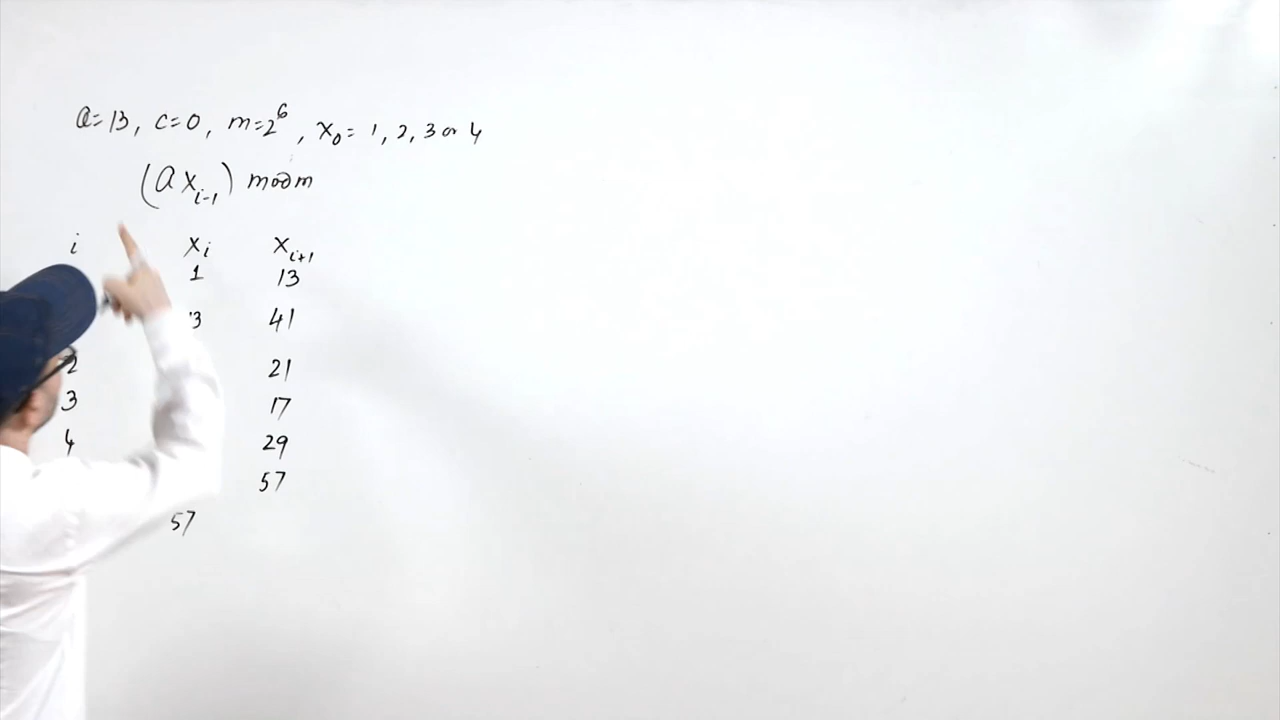 a=13, c=0, m=2^6, x_0= 1, 2, 3 or 4
(a x_{i-1}) mod m
i x_i x_{i+1}
1 13
13 41
2 21
3 17
4 29
57
57